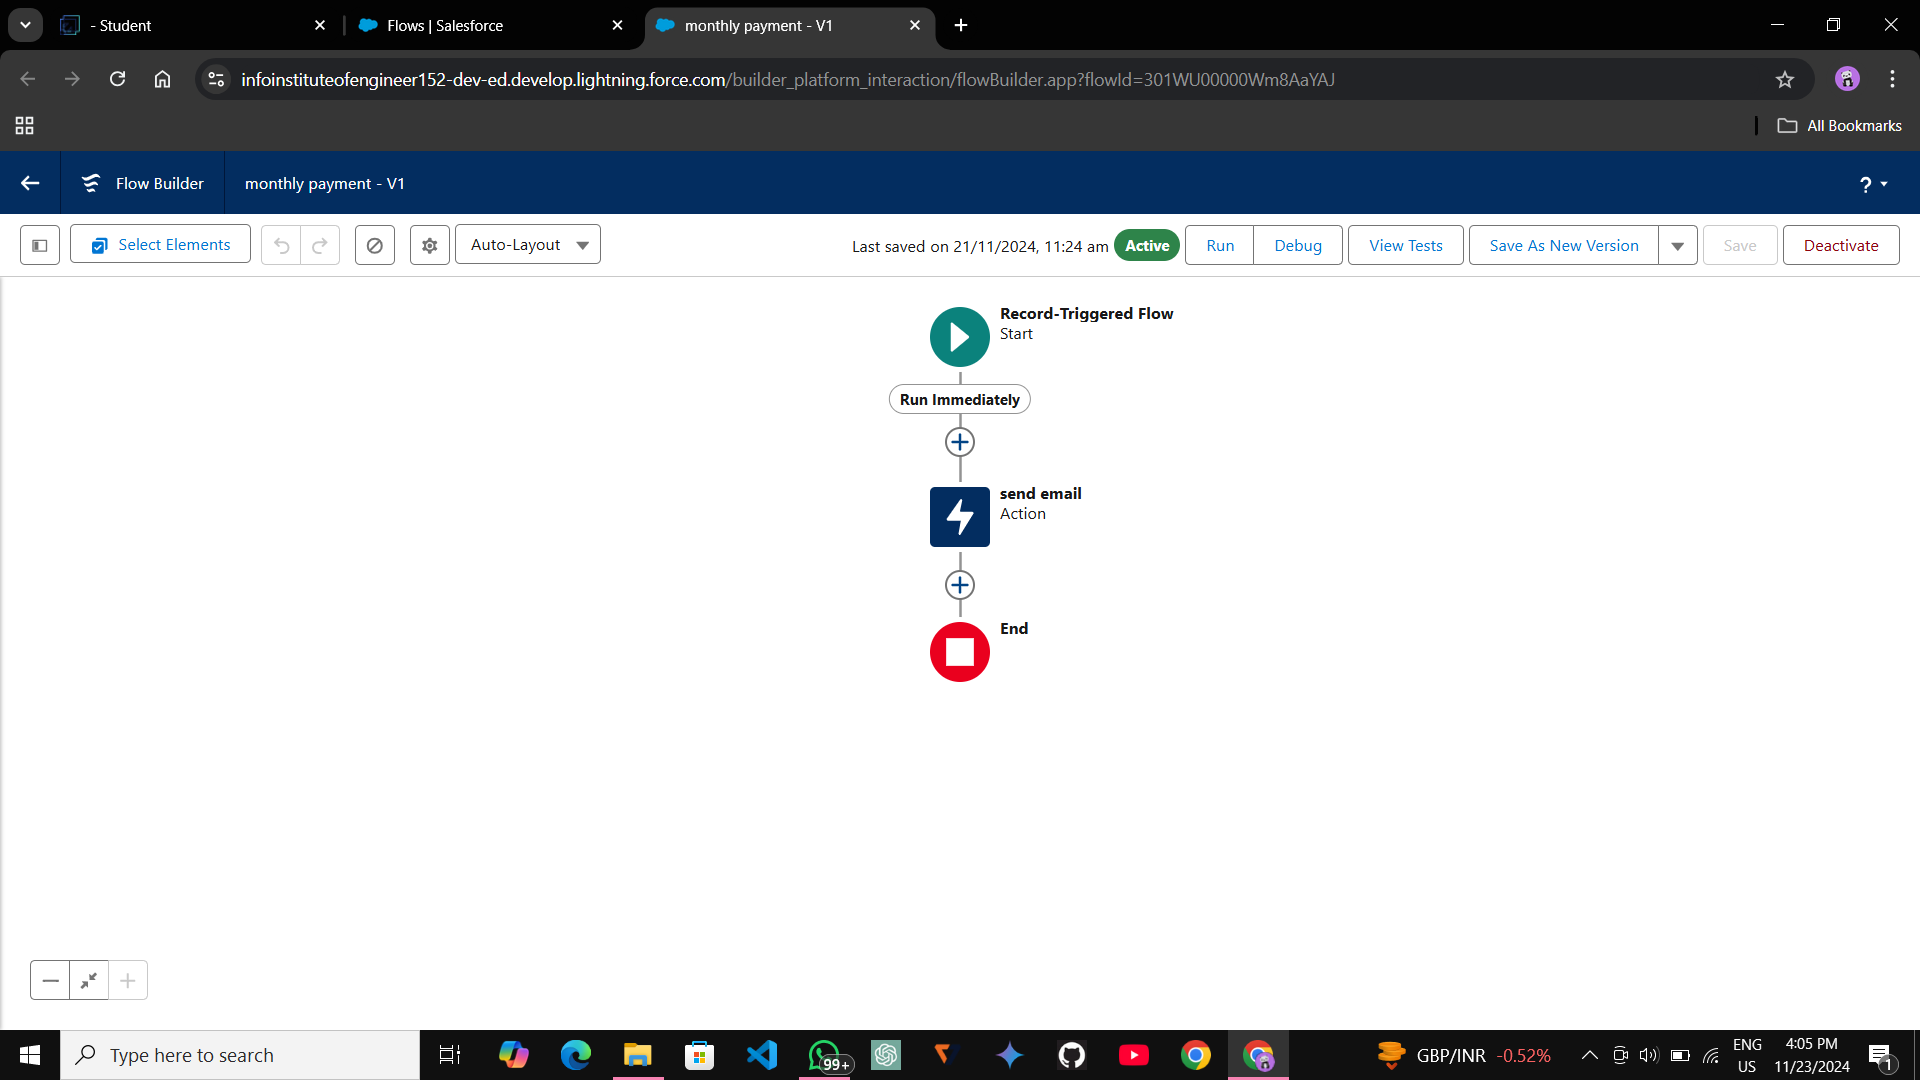 - Student
Flows | Salesforce
monthly payment - V1
infoinstituteofengineer152-dev-ed.develop.lightning.force.com/builder_platform_interaction/flowBuilder.app?flowId=301WU00000Wm8AaYAJ
All Bookmarks
Flow Builder
monthly payment - V1
?
Select Elements
Auto-Layout
Last saved on 21/11/2024, 11:24 am
Active
Run
Debug
View Tests
Save As New Version
Save
Deactivate
Record-Triggered Flow
Start
Run Immediately
send email
Action
End
Type here to search
99+
GBP/INR -0.52%
ENG
US
4:05 PM
11/23/2024
1